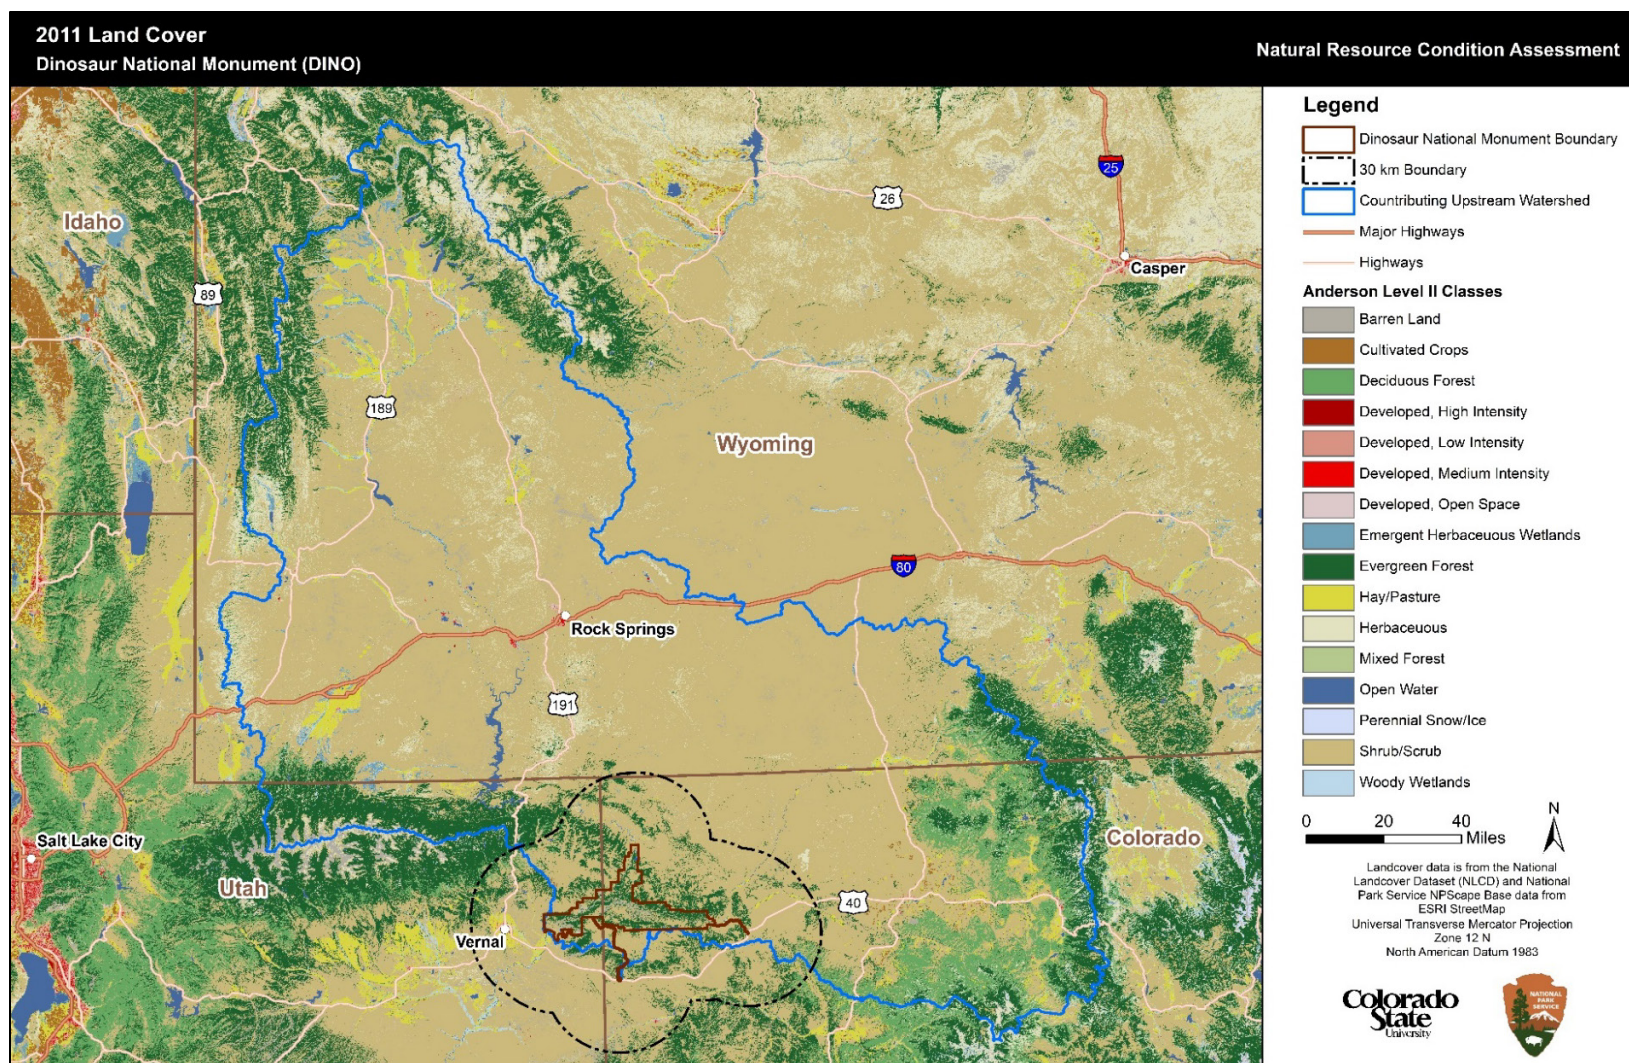 2011 Land Cover
Dinosaur National Monument (DINO)
Natural Resource Condition Assessment
Idaho
89
189
26
25
Casper
Wyoming
80
Rock Springs
191
Salt Lake City
Utah
Vernal
40
Colorado
Legend
Dinosaur National Monument Boundary
30 km Boundary
Countributing Upstream Watershed
Major Highways
Highways
Anderson Level II Classes
Barren Land
Cultivated Crops
Deciduous Forest
Developed, High Intensity
Developed, Low Intensity
Developed, Medium Intensity
Developed, Open Space
Emergent Herbaceous Wetlands
Evergreen Forest
Hay/Pasture
Herbaceuous
Mixed Forest
Open Water
Perennial Snow/Ice
Shrub/Scrub
Woody Wetlands
0 20 40
Miles
N
Landcover data is from the National
Landcover Dataset (NLCD) and National
Park Service NPScape Base data from
ESRI StreetMap
Universal Transverse Mercator Projection
Zone 12 N
North American Datum 1983
Colorado
State
University
NATIONAL
PARK
SERVICE